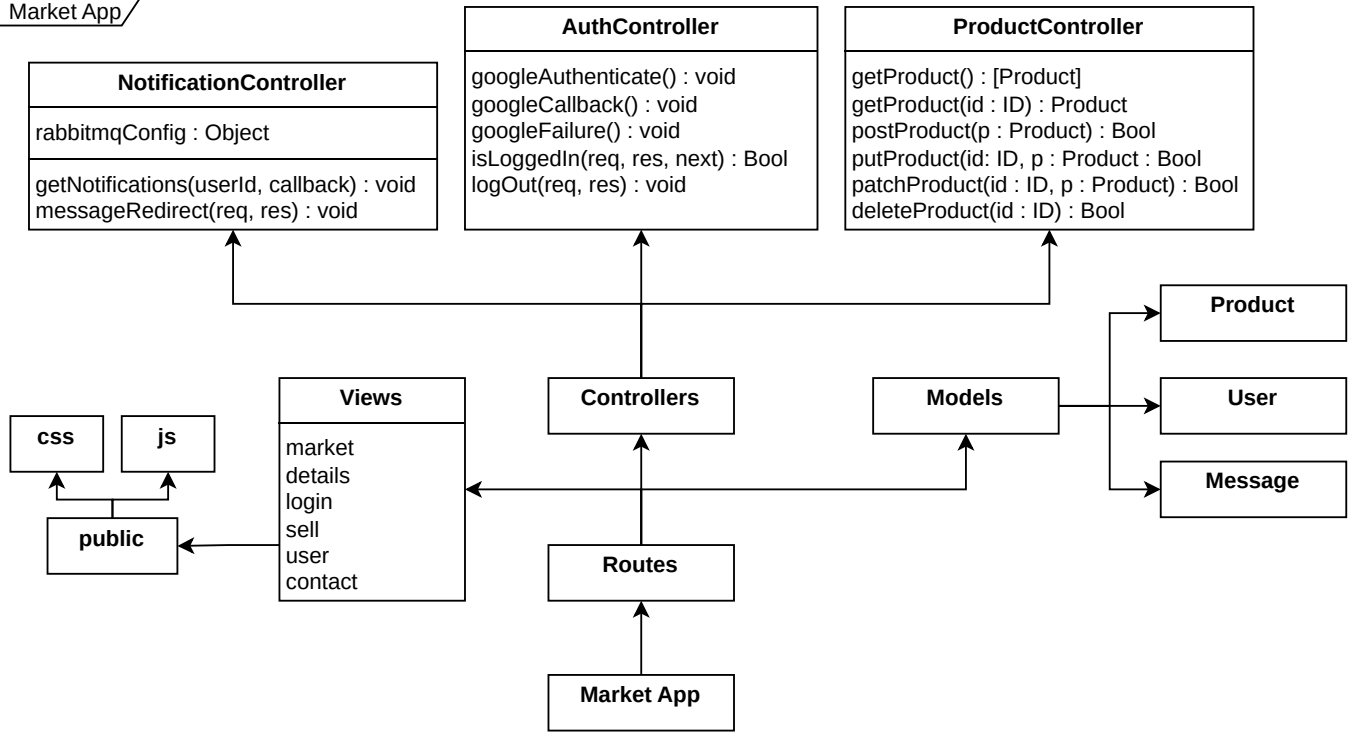 Market App
NotificationController
rabbitmqConfig : Object
getNotifications(userId, callback) : void
messageRedirect(req, res) : void
AuthController
googleAuthenticate() : void
googleCallback() : void
googleFailure() : void
isLoggedIn(req, res, next) : Bool
logOut(req, res) : void
ProductController
getProduct() : [Product]
getProduct(id : ID) : Product
postProduct(p : Product) : Bool
putProduct(id: ID, p : Product : Bool
patchProduct(id : ID, p : Product) : Bool
deleteProduct(id : ID) : Bool
css
js
public
Views
market
details
login
sell
user
contact
Controllers
Models
Product
User
Message
Routes
Market App